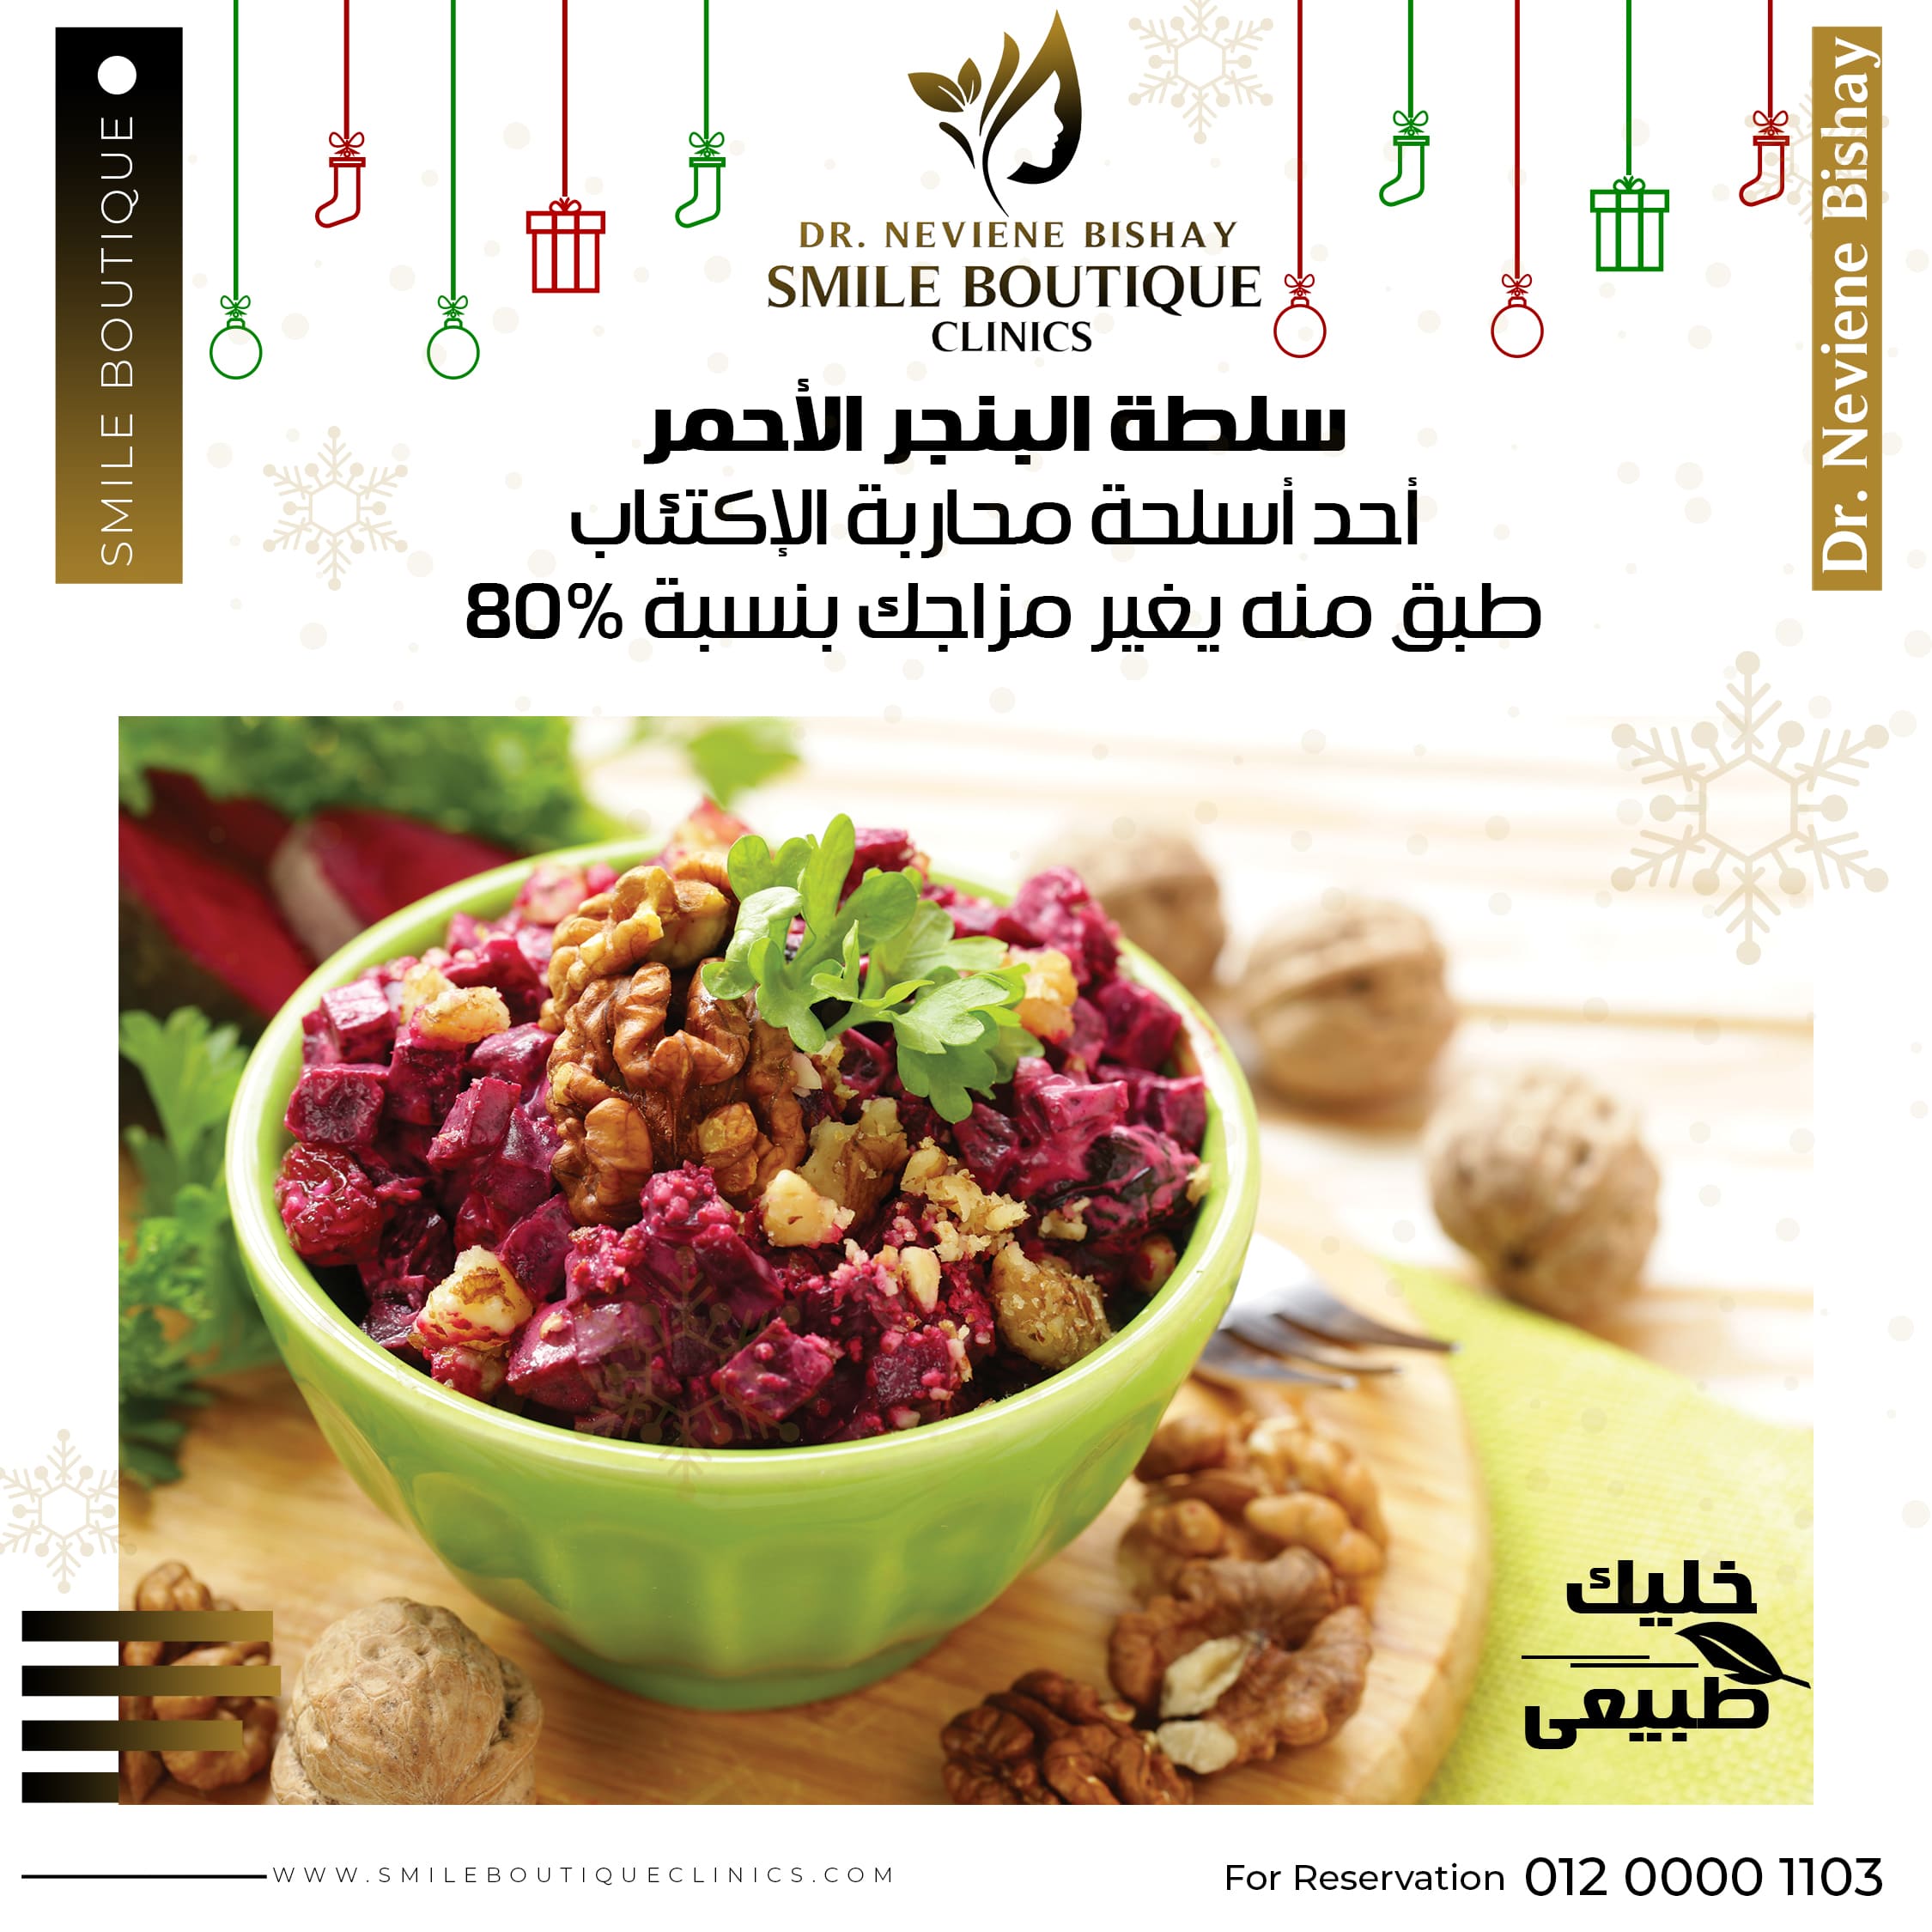 SMILE BOUTIQUE
DR. NEVIENE BISHAY
SMILE BOUTIQUE
CLINICS
Dr. Neviene Bishay
سلطة البنجر الأحمر
أحد أسلحة محاربة الإكتئاب
طبق منه يغير مزاجك بنسبة 80%
خليك
طبيعى
WWW.SMILEBOUTIQUECLINICS.COM
For Reservation 012 0000 1103